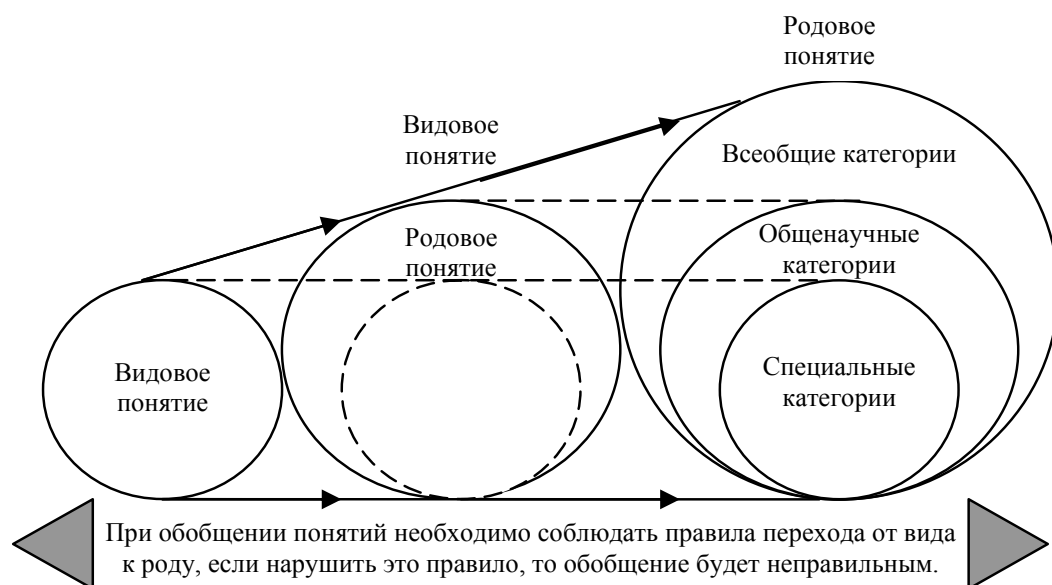 Родовое
понятие
Видовое
понятие
Всеобщие категории
Родовое
понятие
Общенаучные
категории
Видовое
понятие
Специальные
категории
При обобщении понятий необходимо соблюдать правила перехода от вида
к роду, если нарушить это правило, то обобщение будет неправильным.